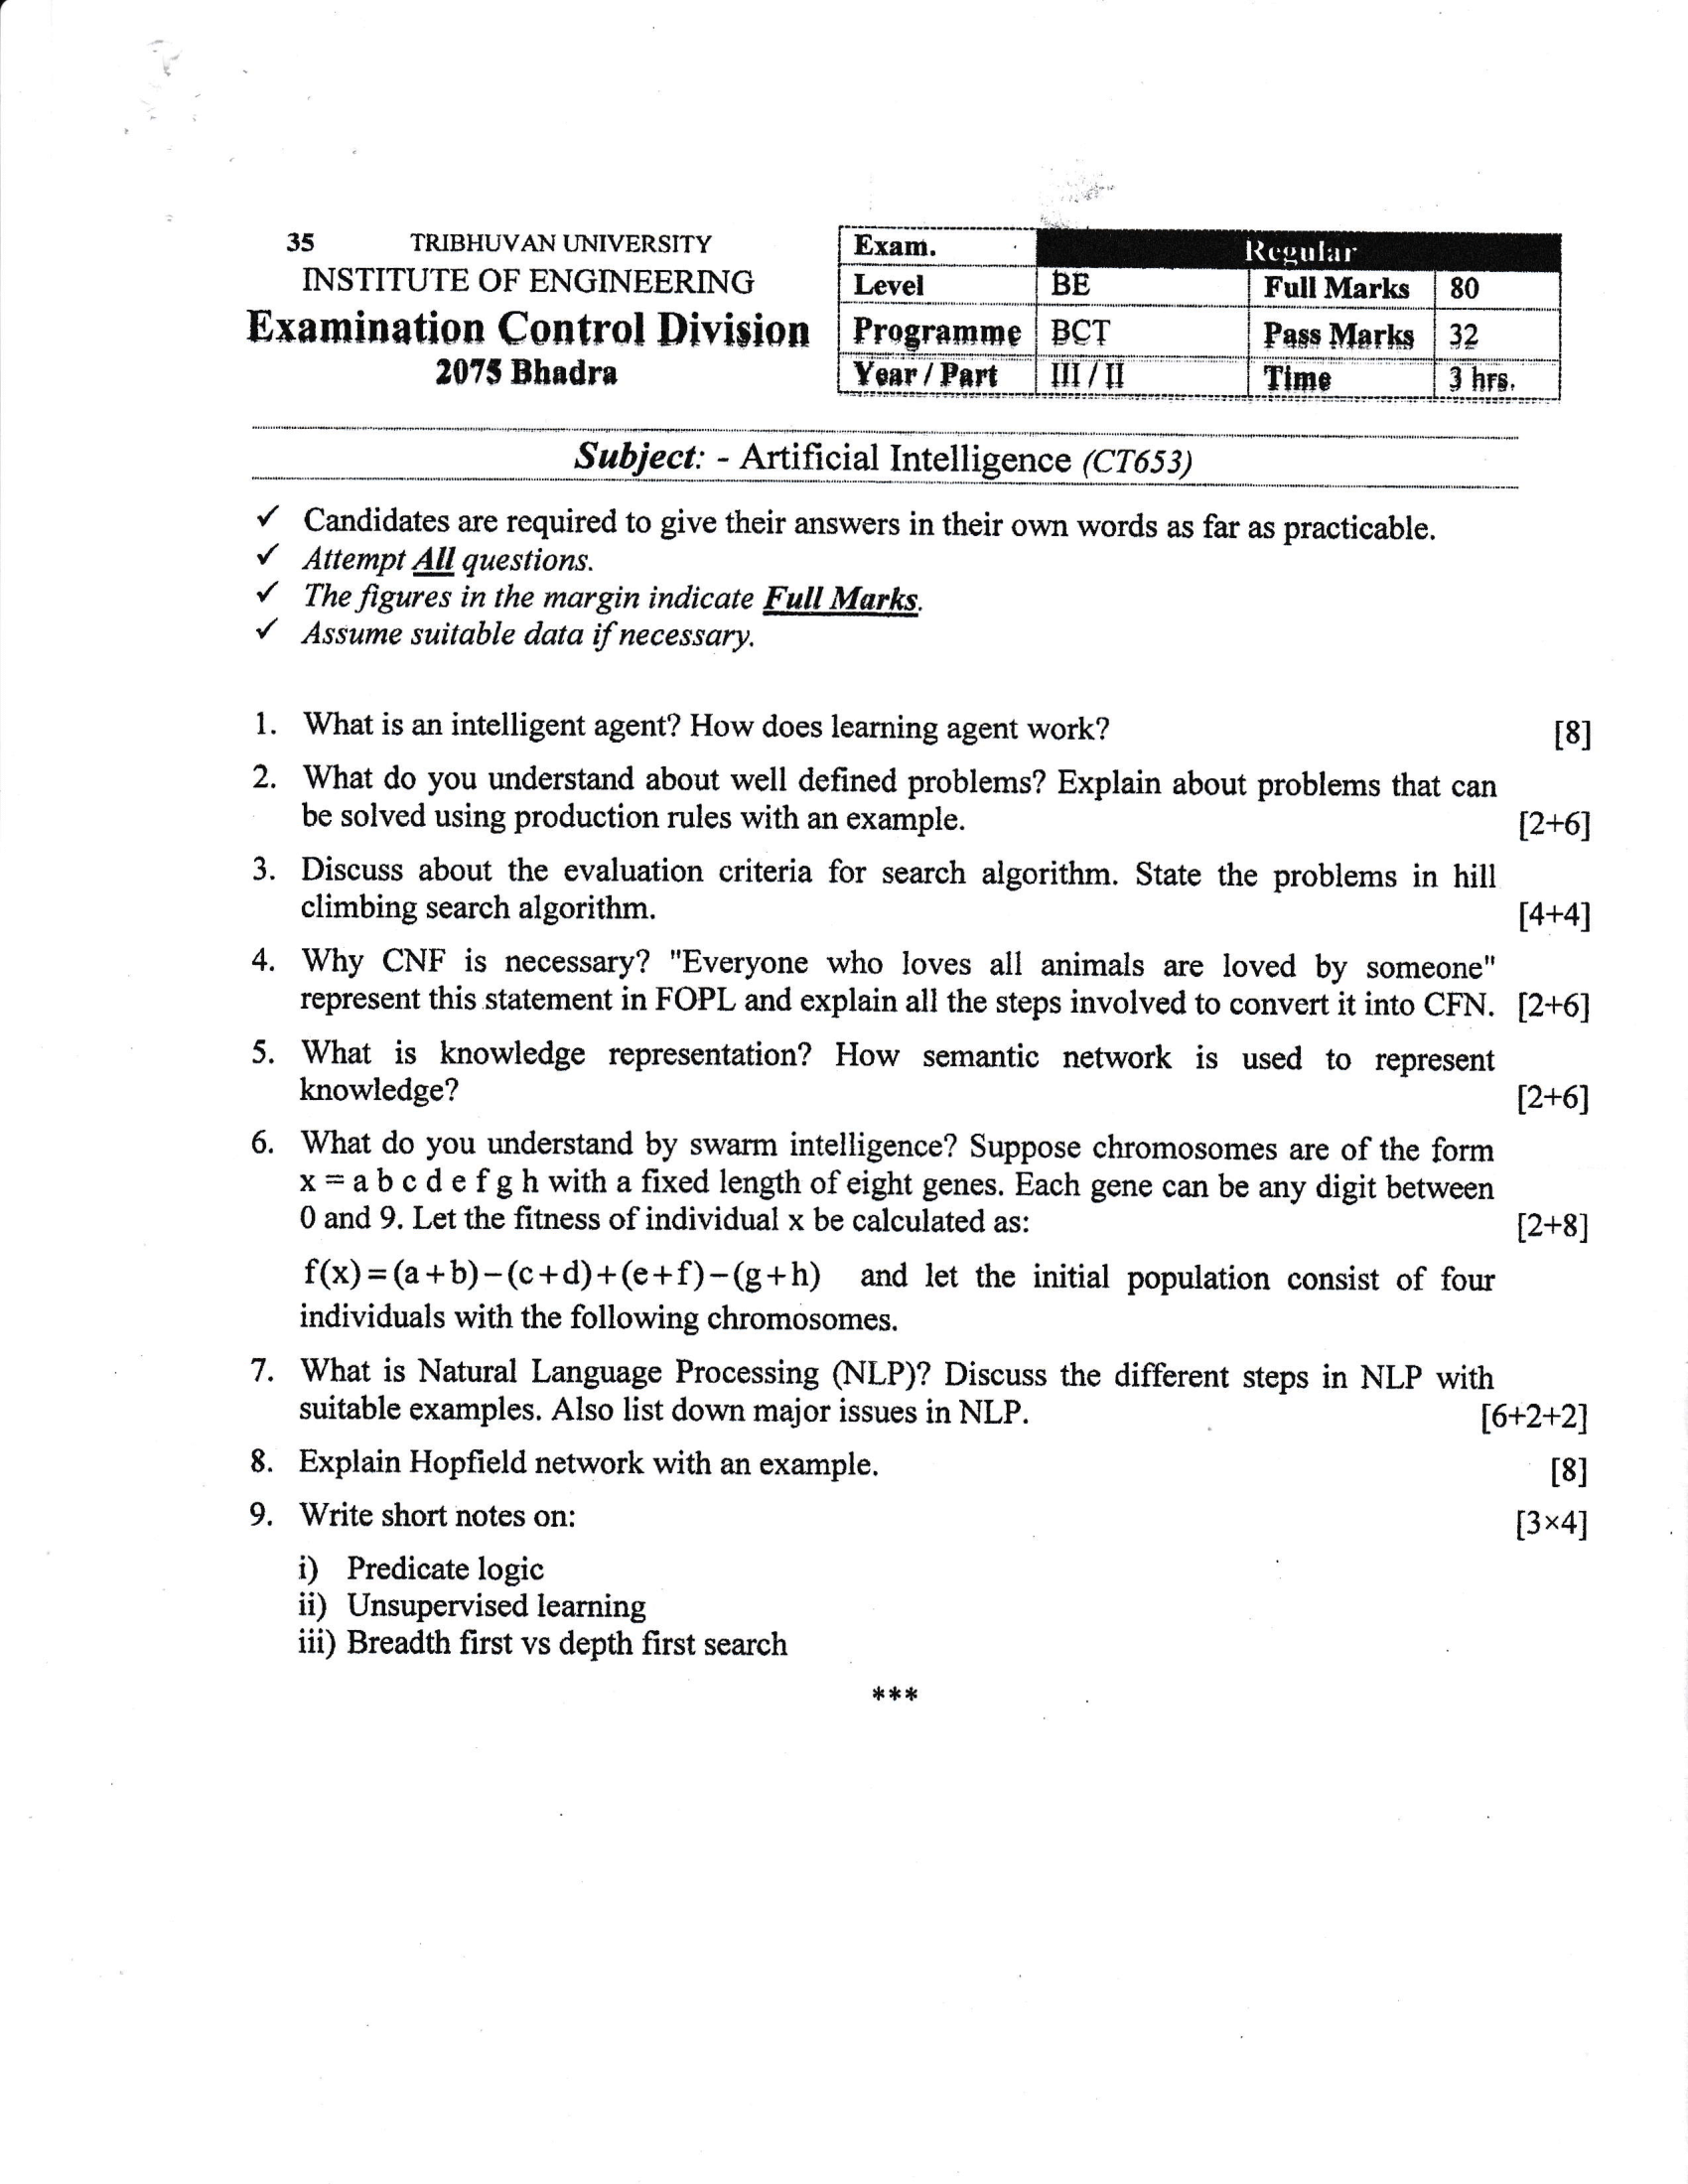 35 TRIBHUVAN UNIVERSITY
INSTITUTE OF ENGINEERING
Examination Control Division
2075 Bhadra
Exam. Regular
Level BE Full Marks 80
Programme BCT Pass Marks 32
Year / Part III / II Time 3 hrs.
Subject: - Artificial Intelligence (CT653)
✓ Candidates are required to give their answers in their own words as far as practicable.
✓ Attempt All questions.
✓ The figures in the margin indicate Full Marks.
✓ Assume suitable data if necessary.
1. What is an intelligent agent? How does learning agent work? [8]
2. What do you understand about well defined problems? Explain about problems that can
be solved using production rules with an example. [2+6]
3. Discuss about the evaluation criteria for search algorithm. State the problems in hill
climbing search algorithm. [4+4]
4. Why CNF is necessary? "Everyone who loves all animals are loved by someone"
represent this statement in FOPL and explain all the steps involved to convert it into CFN. [2+6]
5. What is knowledge representation? How semantic network is used to represent
knowledge? [2+6]
6. What do you understand by swarm intelligence? Suppose chromosomes are of the form
x = a b c d e f g h with a fixed length of eight genes. Each gene can be any digit between
0 and 9. Let the fitness of individual x be calculated as: [2+8]
f(x) = (a+b)−(c+d)+(e+f)−(g+h) and let the initial population consist of four
individuals with the following chromosomes.
7. What is Natural Language Processing (NLP)? Discuss the different steps in NLP with
suitable examples. Also list down major issues in NLP. [6+2+2]
8. Explain Hopfield network with an example. [8]
9. Write short notes on: [3×4]
i) Predicate logic
ii) Unsupervised learning
iii) Breadth first vs depth first search
***